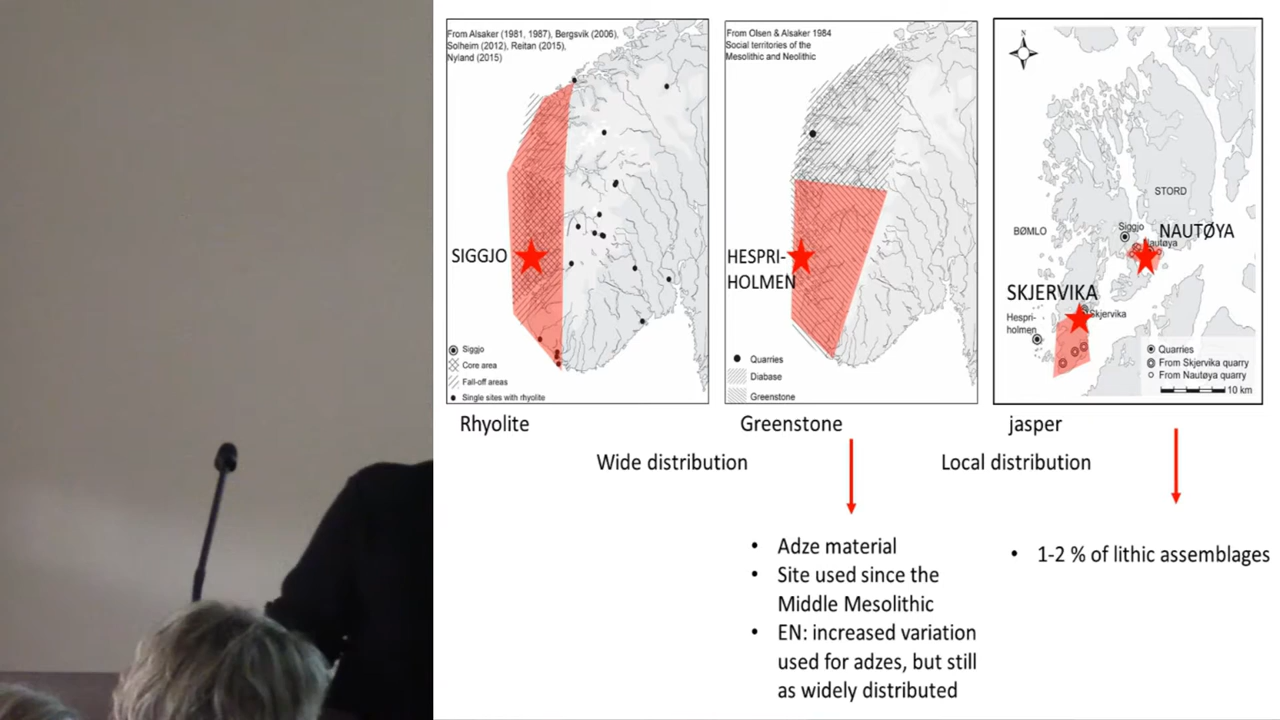 From Alsaker (1981, 1987), Bergsvik (2006),
Solheim (2012), Reitan (2015),
Nyland (2015)
SIGGJO
Siggjo
Core area
Fall-off areas
Single sites with rhyolite
From Olsen & Alsaker 1984
Social territories of the
Mesolithic and Neolithic
HESPRI-
HOLMEN
Quarries
Diabase
Greenstone
N
STORD
BØMLO
Siggjo
NAUTØYA
Nautøya
SKJERVIKA
Skjervika
Hespri-
holmen
Quarries
From Skjervika quarry
From Nautøya quarry
10 km
Rhyolite
Greenstone
jasper
Wide distribution
Local distribution
• Adze material
• Site used since the
Middle Mesolithic
• EN: increased variation
used for adzes, but still
as widely distributed
• 1-2 % of lithic assemblages